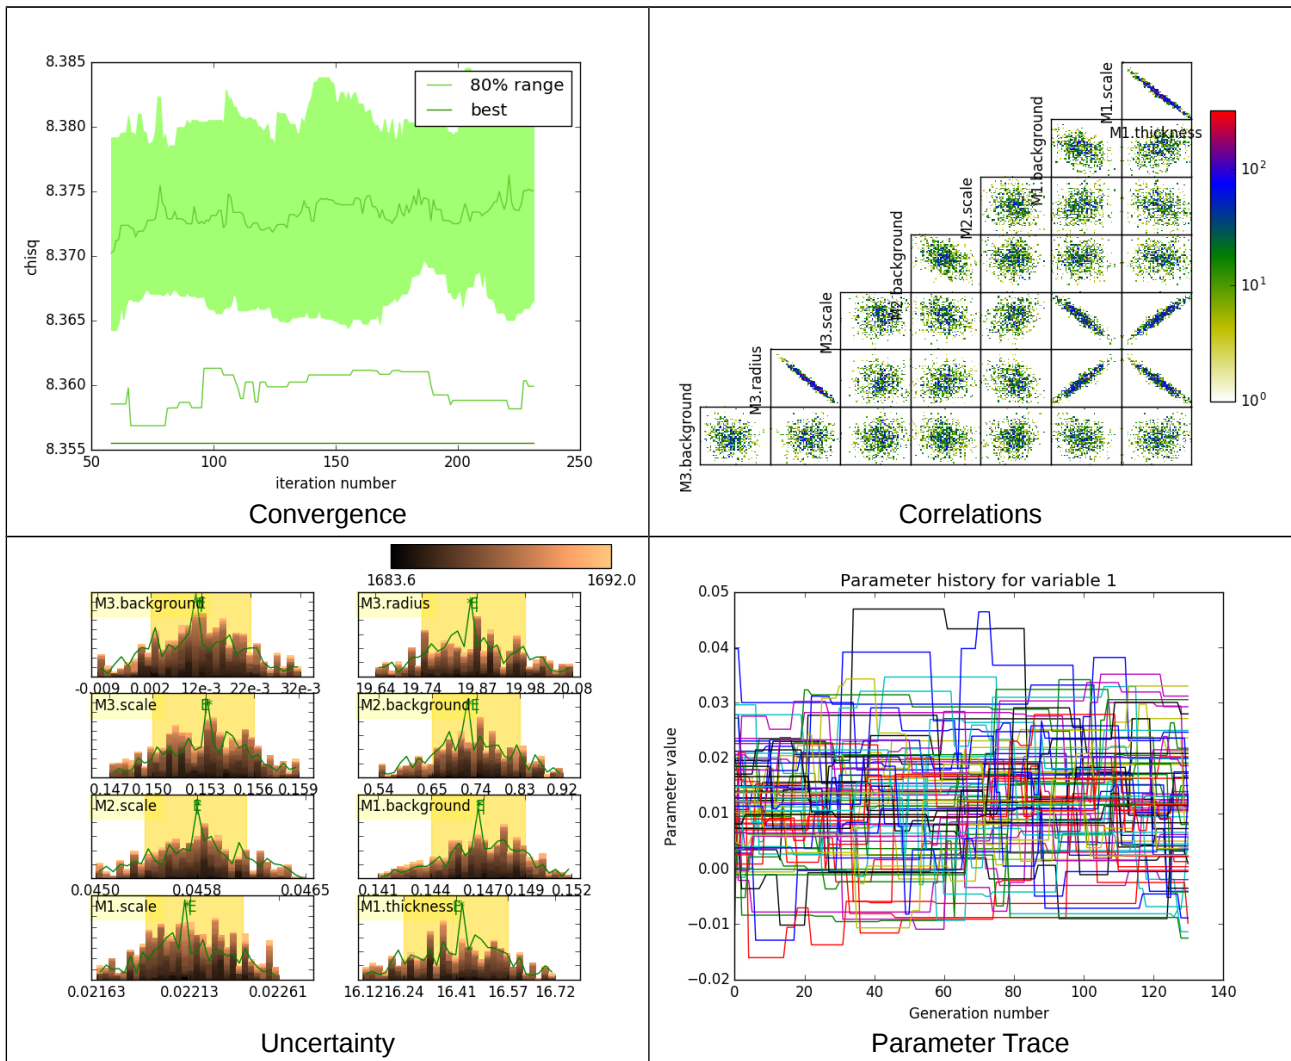 8.385
8.380
8.375
8.370
8.365
8.360
8.355
chisq
80% range
best
50
100
150
200
250
iteration number
Convergence
M1.scale
M1.thickness
M1.background
M2.scale
M2.background
M3.scale
M3.radius
M3.background
10^2
10^1
10^0
Correlations
1683.6 1692.0
M3.background
-0.009 0.002 12e-3 22e-3 32e-3
M3.radius
19.64 19.74 19.87 19.98 20.08
M3.scale
0.147 0.150 0.153 0.156 0.159
M2.background
0.54 0.65 0.74 0.83 0.92
M2.scale
0.0450 0.0458 0.0465
M1.background
0.141 0.144 0.147 0.149 0.152
M1.scale
0.02163 0.02213 0.02261
M1.thickness
16.12 16.24 16.41 16.57 16.72
Uncertainty
Parameter history for variable 1
0.05
0.04
0.03
0.02
0.01
0.00
−0.01
−0.02
Parameter value
0 20 40 60 80 100 120 140
Generation number
Parameter Trace